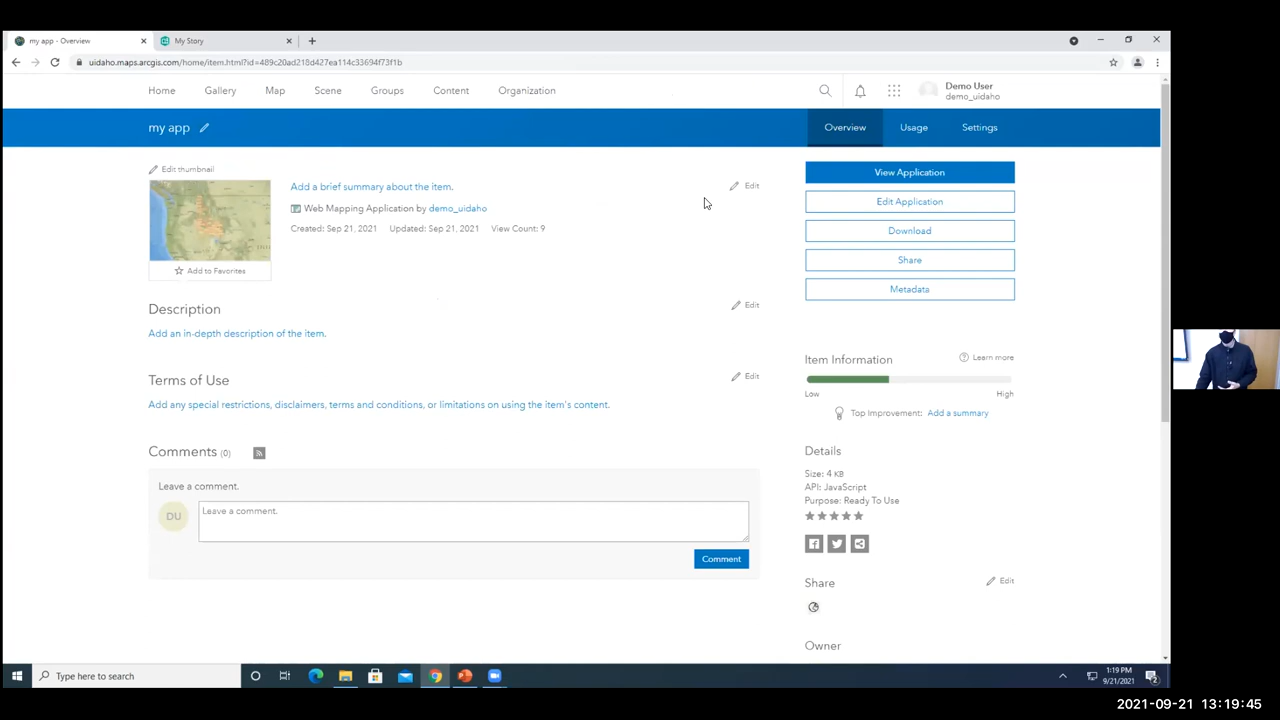 my app - Overview
My Story
uidaho.maps.arcgis.com/home/item.html?id=489c20ad218d427ea114c33694f73f1b
Home Gallery Map Scene Groups Content Organization
Demo User
demo_uidaho
my app
Overview Usage Settings
Edit thumbnail
Add a brief summary about the item.
Edit
Web Mapping Application by demo_uidaho
Created: Sep 21, 2021 Updated: Sep 21, 2021 View Count: 9
Add to Favorites
View Application
Edit Application
Download
Share
Metadata
Description
Edit
Add an in-depth description of the item.
Terms of Use
Edit
Add any special restrictions, disclaimers, terms and conditions, or limitations on using the item's content.
Comments (0)
Leave a comment.
DU
Leave a comment.
Comment
Item Information
Learn more
Low High
Top Improvement: Add a summary
Details
Size: 4 KB
API: JavaScript
Purpose: Ready To Use
Share
Edit
Owner
Type here to search
1:19 PM
9/21/2021
2
2021-09-21 13:19:45